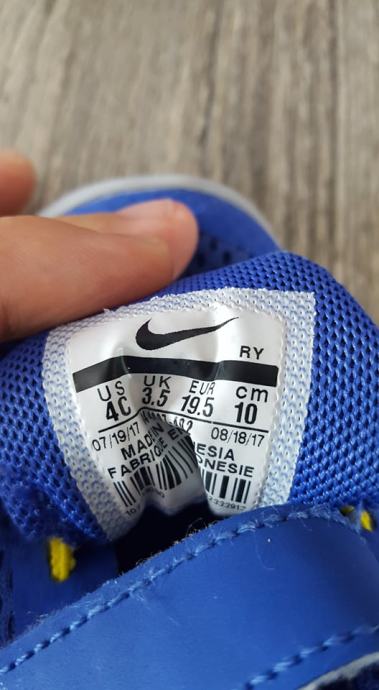 RY
US UK EUR cm
4C 3.5 19.5 10
07/19/17 08/18/17
MADE IN
FABRIQUE